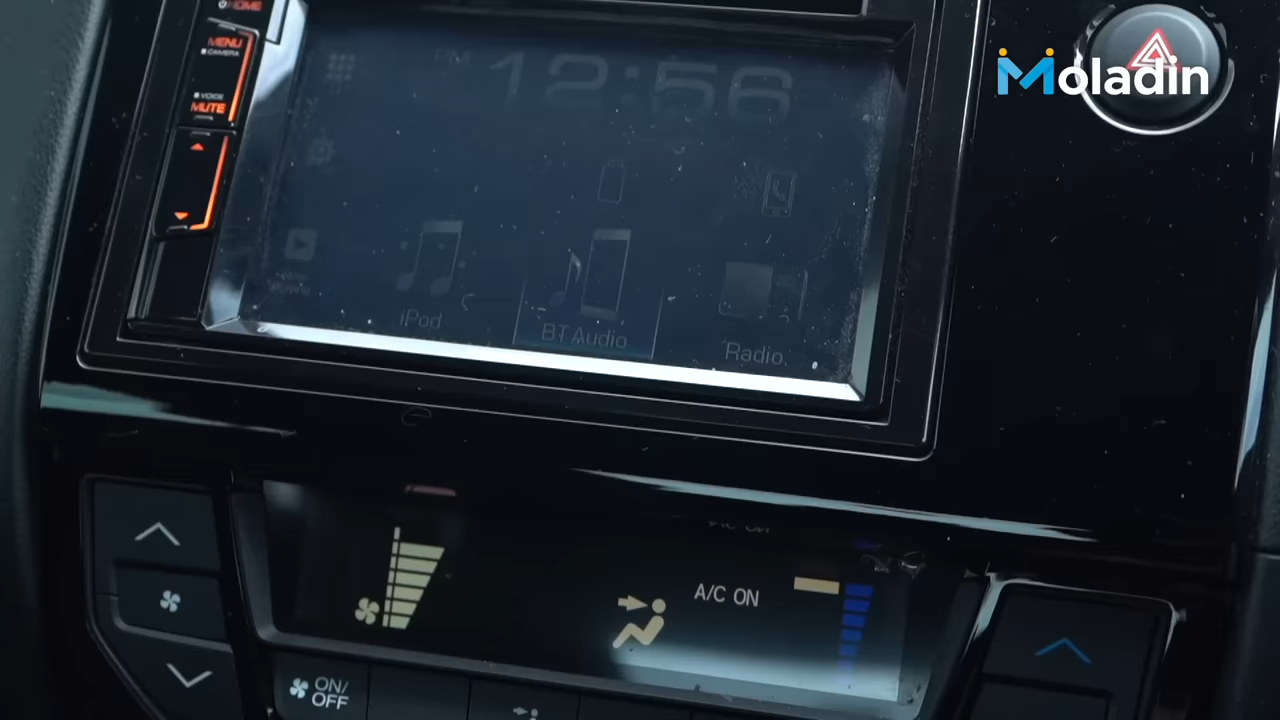 HOME
MENU
CAMERA
VOICE
MUTE
PM 12:56
Moladin
iPod
BT Audio
Radio
A/C ON
ON/
OFF